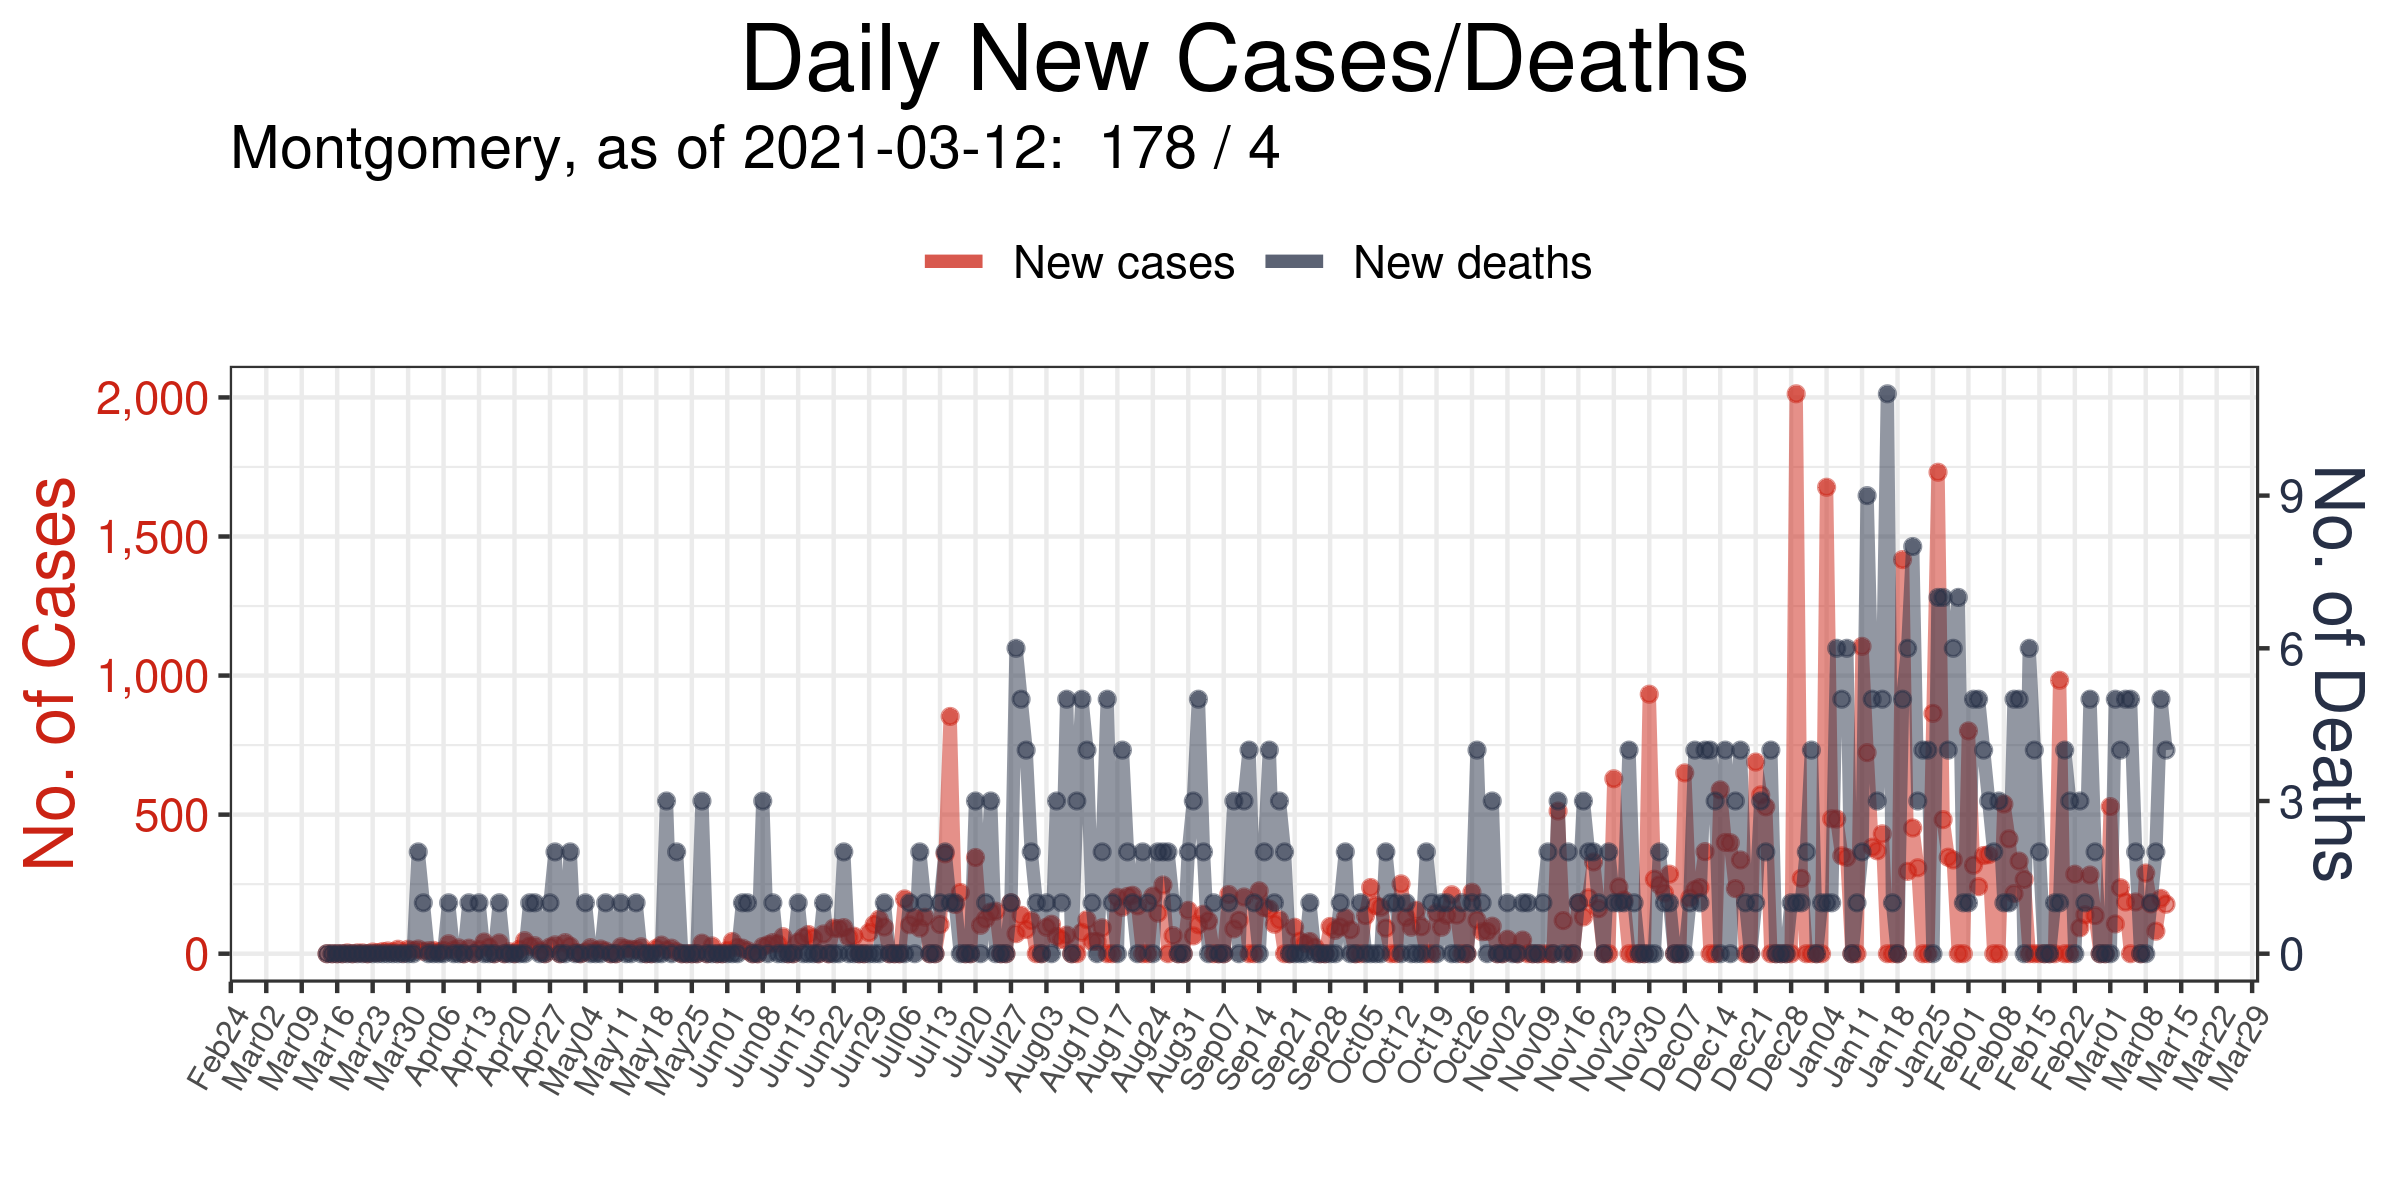 Daily New Cases/Deaths
Montgomery, as of 2021-03-12:  178 / 4
New cases
New deaths
No. of Cases
2,000
1,500
1,000
500
0
9
6
3
0
No. of Deaths
Feb24
Mar02
Mar09
Mar16
Mar23
Mar30
Apr06
Apr13
Apr20
Apr27
May04
May11
May18
May25
Jun01
Jun08
Jun15
Jun22
Jun29
Jul06
Jul13
Jul20
Jul27
Aug03
Aug10
Aug17
Aug24
Aug31
Sep07
Sep14
Sep21
Sep28
Oct05
Oct12
Oct19
Oct26
Nov02
Nov09
Nov16
Nov23
Nov30
Dec07
Dec14
Dec21
Dec28
Jan04
Jan11
Jan18
Jan25
Feb01
Feb08
Feb15
Feb22
Mar01
Mar08
Mar15
Mar22
Mar29